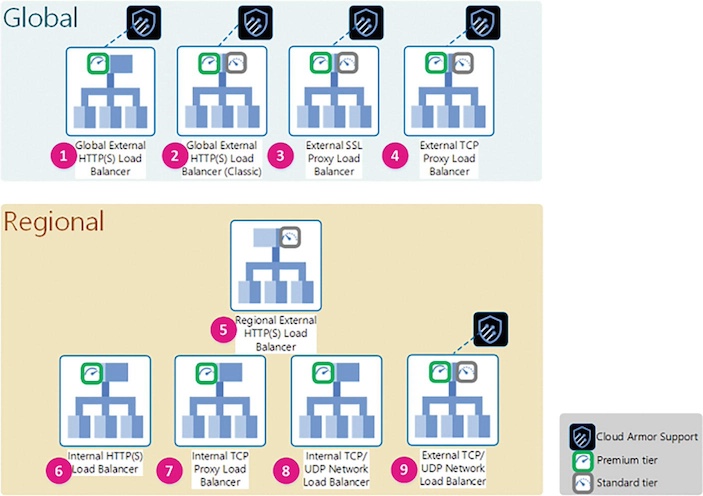 Global
1
Global External
HTTP(S) Load
Balancer
2
Global External
HTTP(S) Load
Balancer (Classic)
3
External SSL
Proxy Load
Balancer
4
External TCP
Proxy Load
Balancer
Regional
5
Regional External
HTTP(S) Load
Balancer
6
Internal HTTP(S)
Load Balancer
7
Internal TCP
Proxy Load
Balancer
8
Internal TCP/
UDP Network
Load Balancer
9
External TCP/
UDP Network
Load Balancer
Cloud Armor Support
Premium tier
Standard tier